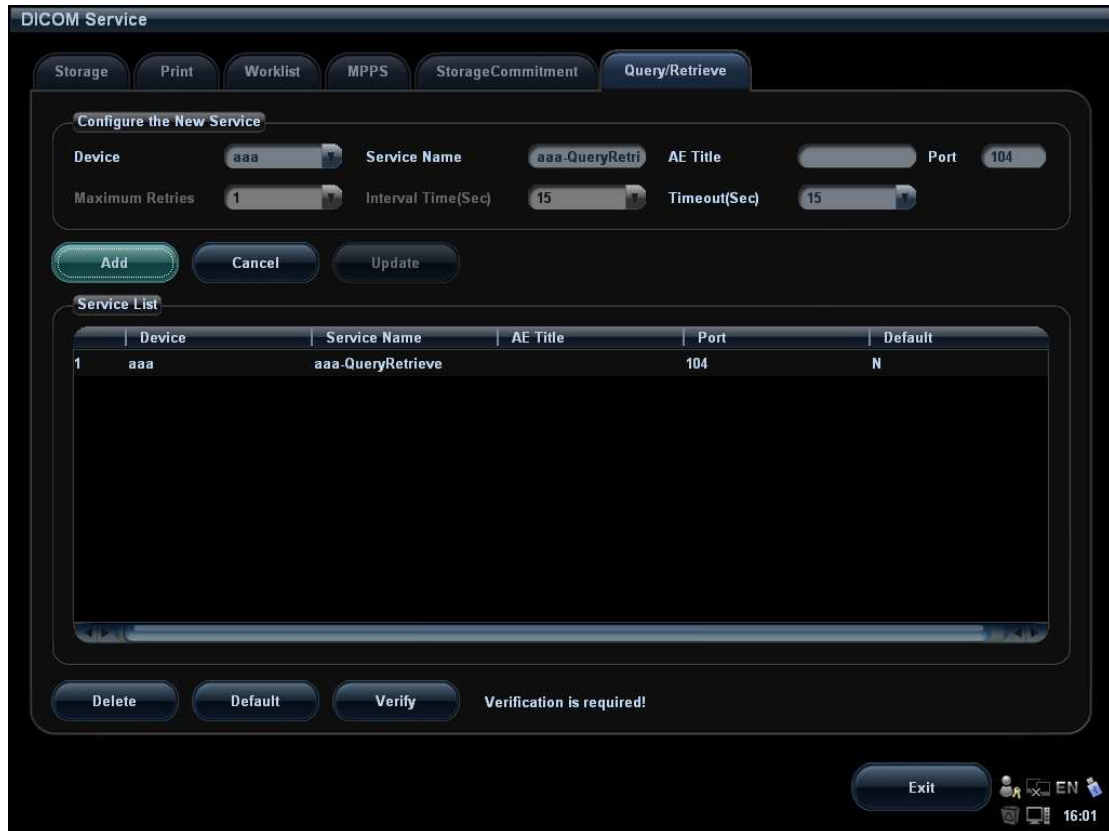 DICOM Service
Storage Print Worklist MPPS StorageCommitment Query/Retrieve
Configure the New Service
Device aaa Service Name aaa-QueryRetri AE Title Port 104
Maximum Retries 1 Interval Time(Sec) 15 Timeout(Sec) 15
Add Cancel Update
Service List
Device Service Name AE Title Port Default
1 aaa aaa-QueryRetrieve 104 N
Delete Default Verify Verification is required!
Exit EN
16:01